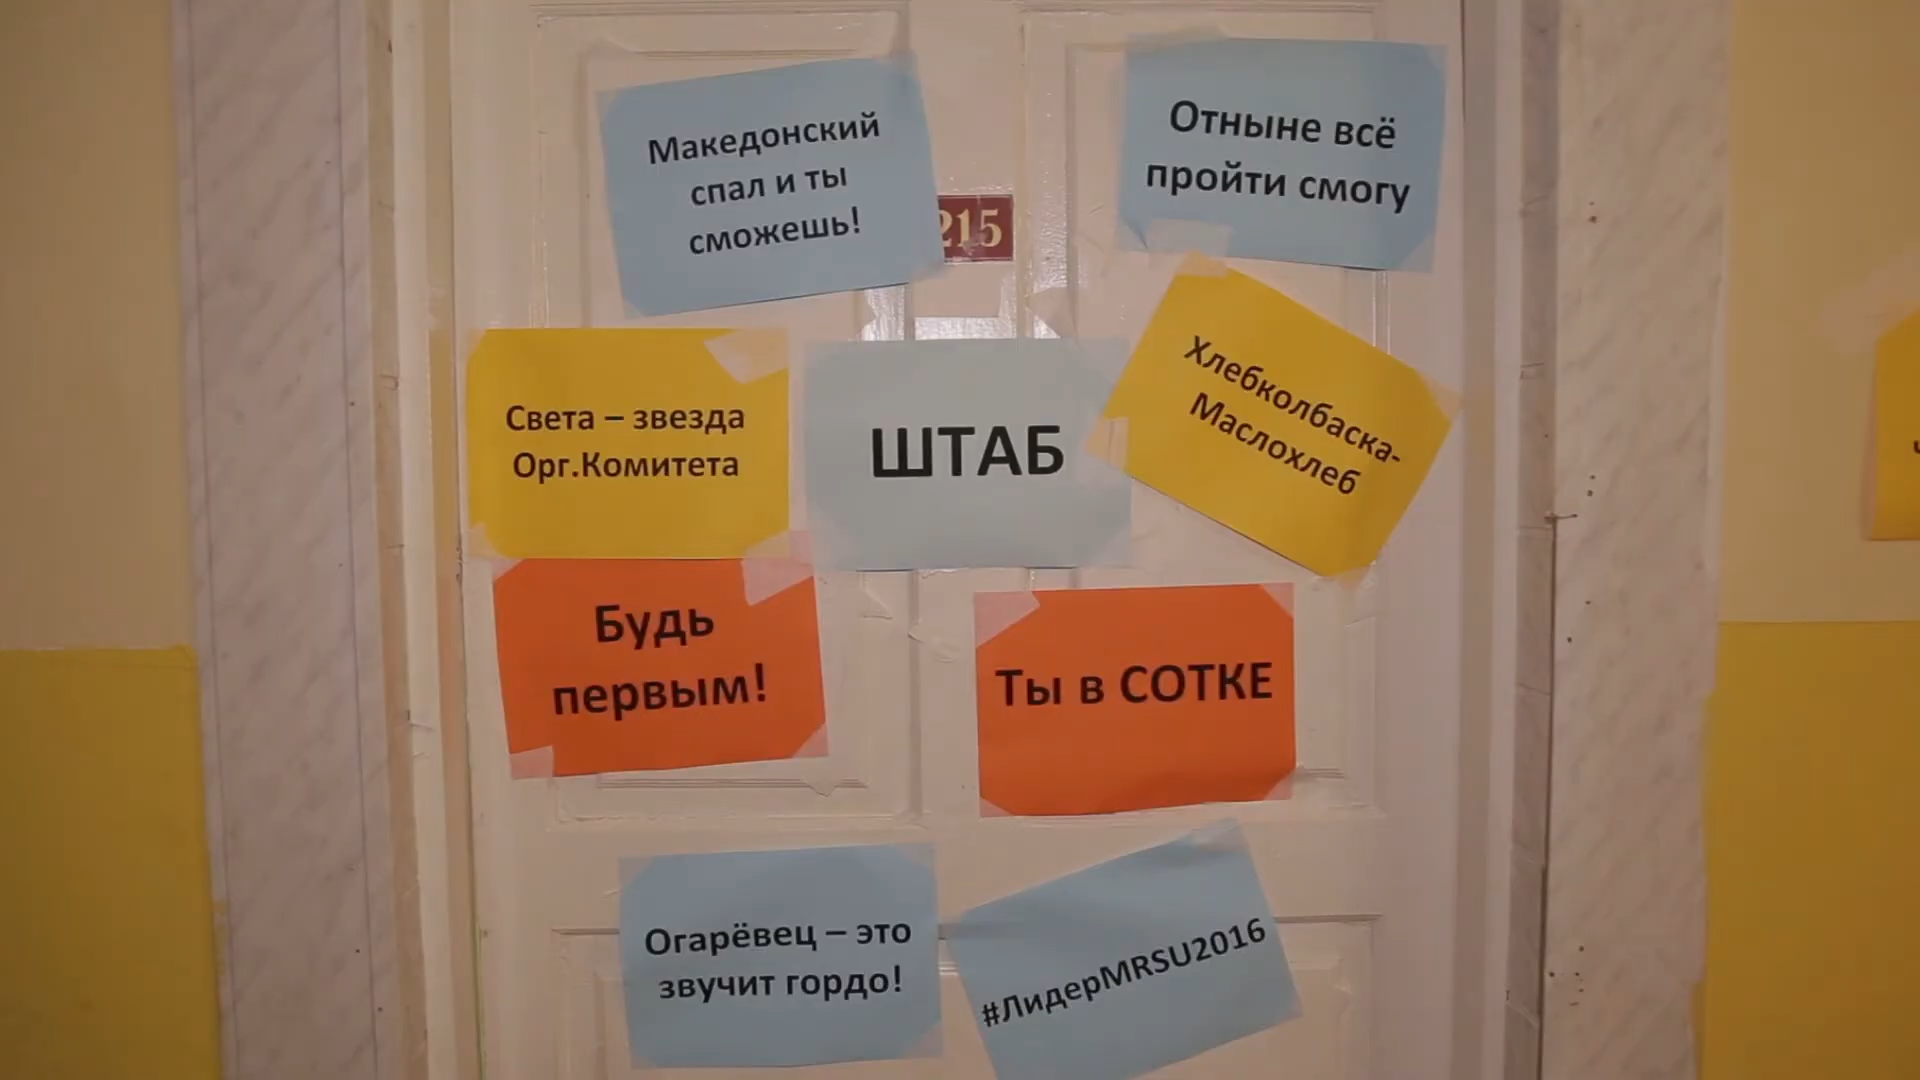 Македонский
спал и ты
сможешь!
Отныне всё
пройти смогу
215
Света – звезда
Орг.Комитета
ШТАБ
Хлебколбаска-
Маслохлеб
Будь
первым!
Ты в СОТКЕ
Огарёвец – это
звучит гордо!
#ЛидерMRSU2016